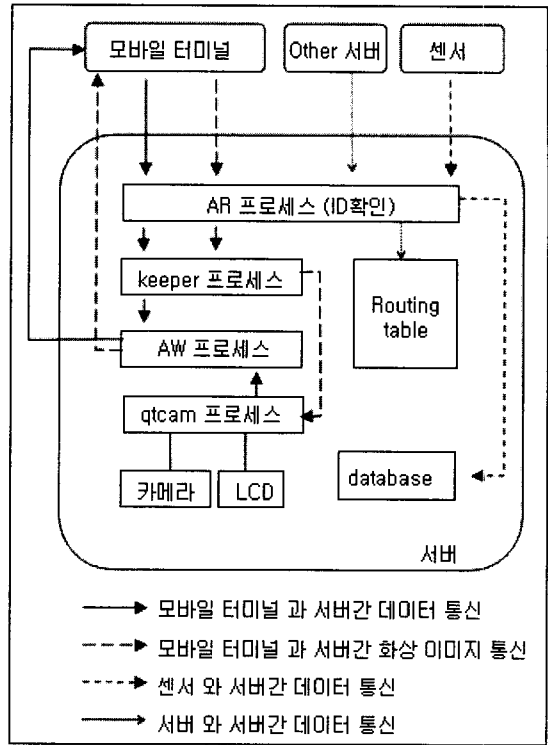 모바일 터미널
Other 서버
센서
AR 프로세스 (ID확인)
keeper 프로세스
Routing
table
AW 프로세스
qtcam 프로세스
카메라
LCD
database
서버
모바일 터미널 과 서버간 데이터 통신
모바일 터미널 과 서버간 화상 이미지 통신
센서 와 서버간 데이터 통신
서버 와 서버간 데이터 통신